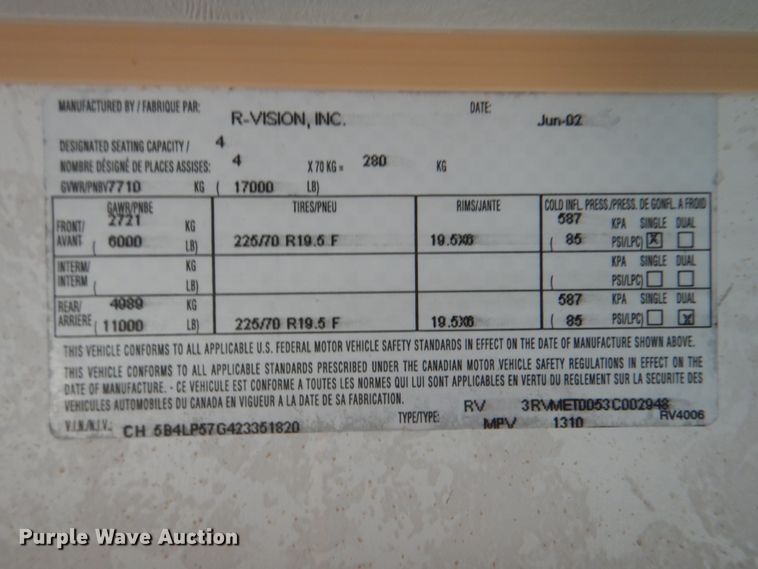 MANUFACTURED BY / FABRIQUE PAR: R-VISION, INC. DATE: Jun-02
DESIGNATED SEATING CAPACITY / 4
NOMBRE DÉSIGNÉ DE PLACES ASSISES: 4 X 70 KG = 280 KG
GVWR/PNBV 7710 KG ( 17000 LB)
GAWR/PNBE TIRES/PNEU RIMS/JANTE COLD INFL. PRESS./PRESS. DE GONFL. A FROID
FRONT/ 2721 KG 587 KPA SINGLE DUAL
AVANT ( 6000 LB) 225/70 R19.5 F 19.5X6 ( 85 PSI/LPC) X
INTERM/ KG KPA SINGLE DUAL
INTERM ( LB) ( PSI/LPC)
REAR/ 4989 KG 587 KPA SINGLE DUAL
ARRIÈRE ( 11000 LB) 225/70 R19.5 F 19.5X6 ( 85 PSI/LPC) X
THIS VEHICLE CONFORMS TO ALL APPLICABLE U.S. FEDERAL MOTOR VEHICLE SAFETY STANDARDS IN EFFECT ON THE DATE OF MANUFACTURE SHOWN ABOVE.
THIS VEHICLE CONFORMS TO ALL APPLICABLE STANDARDS PRESCRIBED UNDER THE CANADIAN MOTOR VEHICLE SAFETY REGULATIONS IN EFFECT ON THE
DATE OF MANUFACTURE. - CE VEHICULE EST CONFORME A TOUTES LES NORMES QUI LUI SONT APPLICABLES EN VERTU DU REGLEMENT SUR LA SECURITE DES
VEHICULES AUTOMOBILES DU CANADA EN VIGUEUR A LA DATE DE SA FABRICATION.
RV 3RVMET0053C002948
V.I.N./N.I.V.: CH 5B4LP57G423351820 TYPE/TYPE: MPV 1310 RV4006
Purple Wave Auction